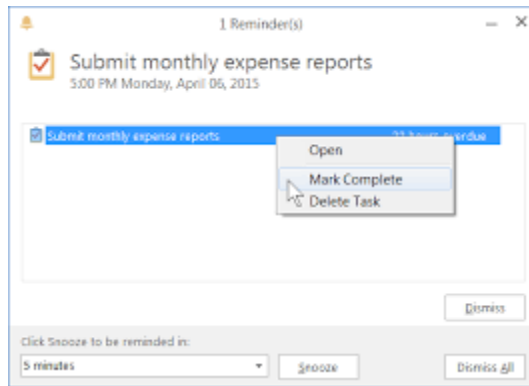 1 Reminder(s)
Submit monthly expense reports
5:00 PM Monday, April 06, 2015
Submit monthly expense reports overdue
Open
Mark Complete
Delete Task
Dismiss
Click Snooze to be reminded in:
5 minutes Snooze Dismiss All